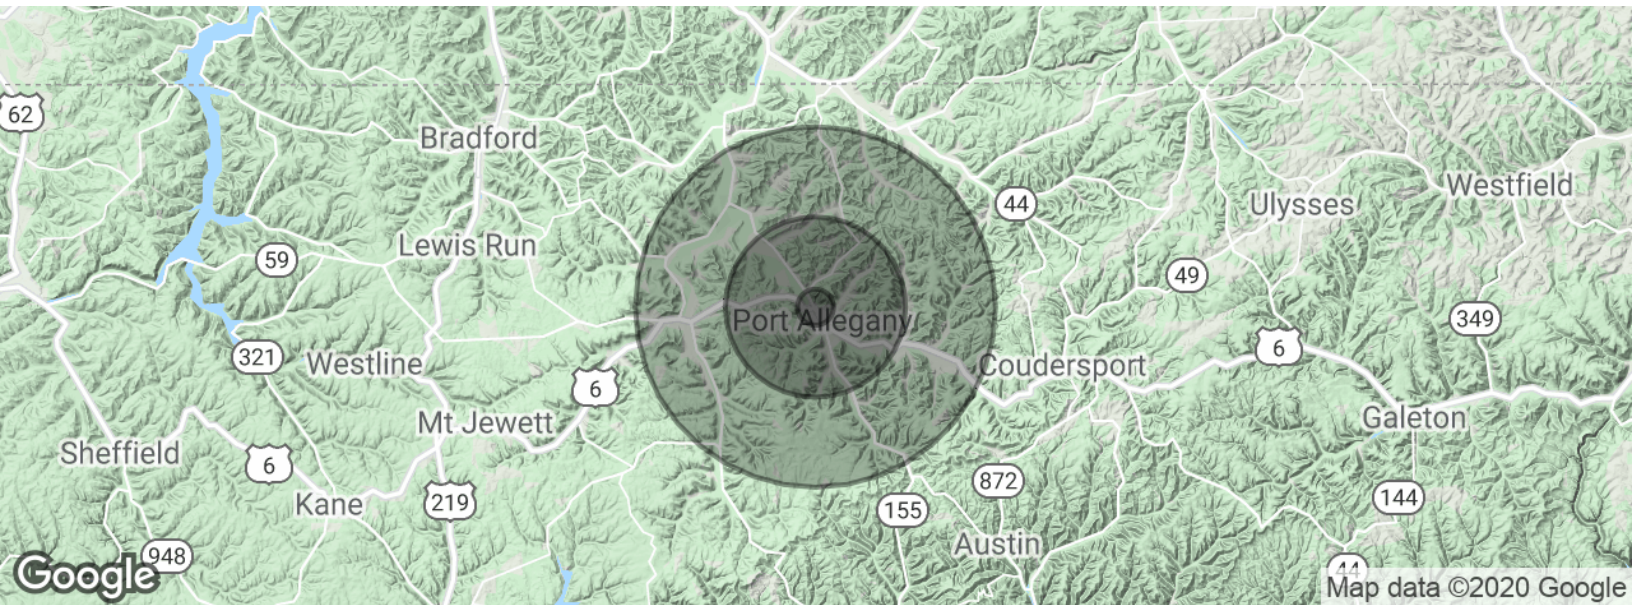 62
Bradford
Westfield
44
Ulysses
Lewis Run
59
49
Port Allegany
349
321
6
Westline
Coudersport
6
Mt Jewett
Galeton
Sheffield
6
872
144
Kane
219
155
Austin
948
44
Google
Map data ©2020 Google